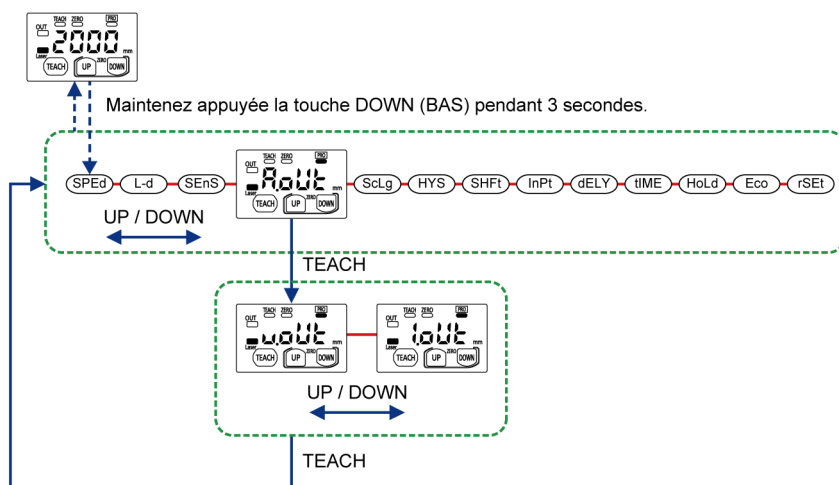 TEACH ZERO PRO
OUT
2000
mm
Laser
ZERO
TEACH UP DOWN
Maintenez appuyée la touche DOWN (BAS) pendant 3 secondes.
TEACH ZERO PRO
OUT
A.oUt
mm
Laser
ZERO
TEACH UP DOWN
SPEd L-d SEnS ScLg HYS SHFt InPt dELY tIME HoLd Eco rSEt
UP / DOWN
TEACH
TEACH ZERO PRO
OUT
v.oUt
mm
Laser
ZERO
TEACH UP DOWN
TEACH ZERO PRO
OUT
I.oUt
mm
Laser
ZERO
TEACH UP DOWN
UP / DOWN
TEACH